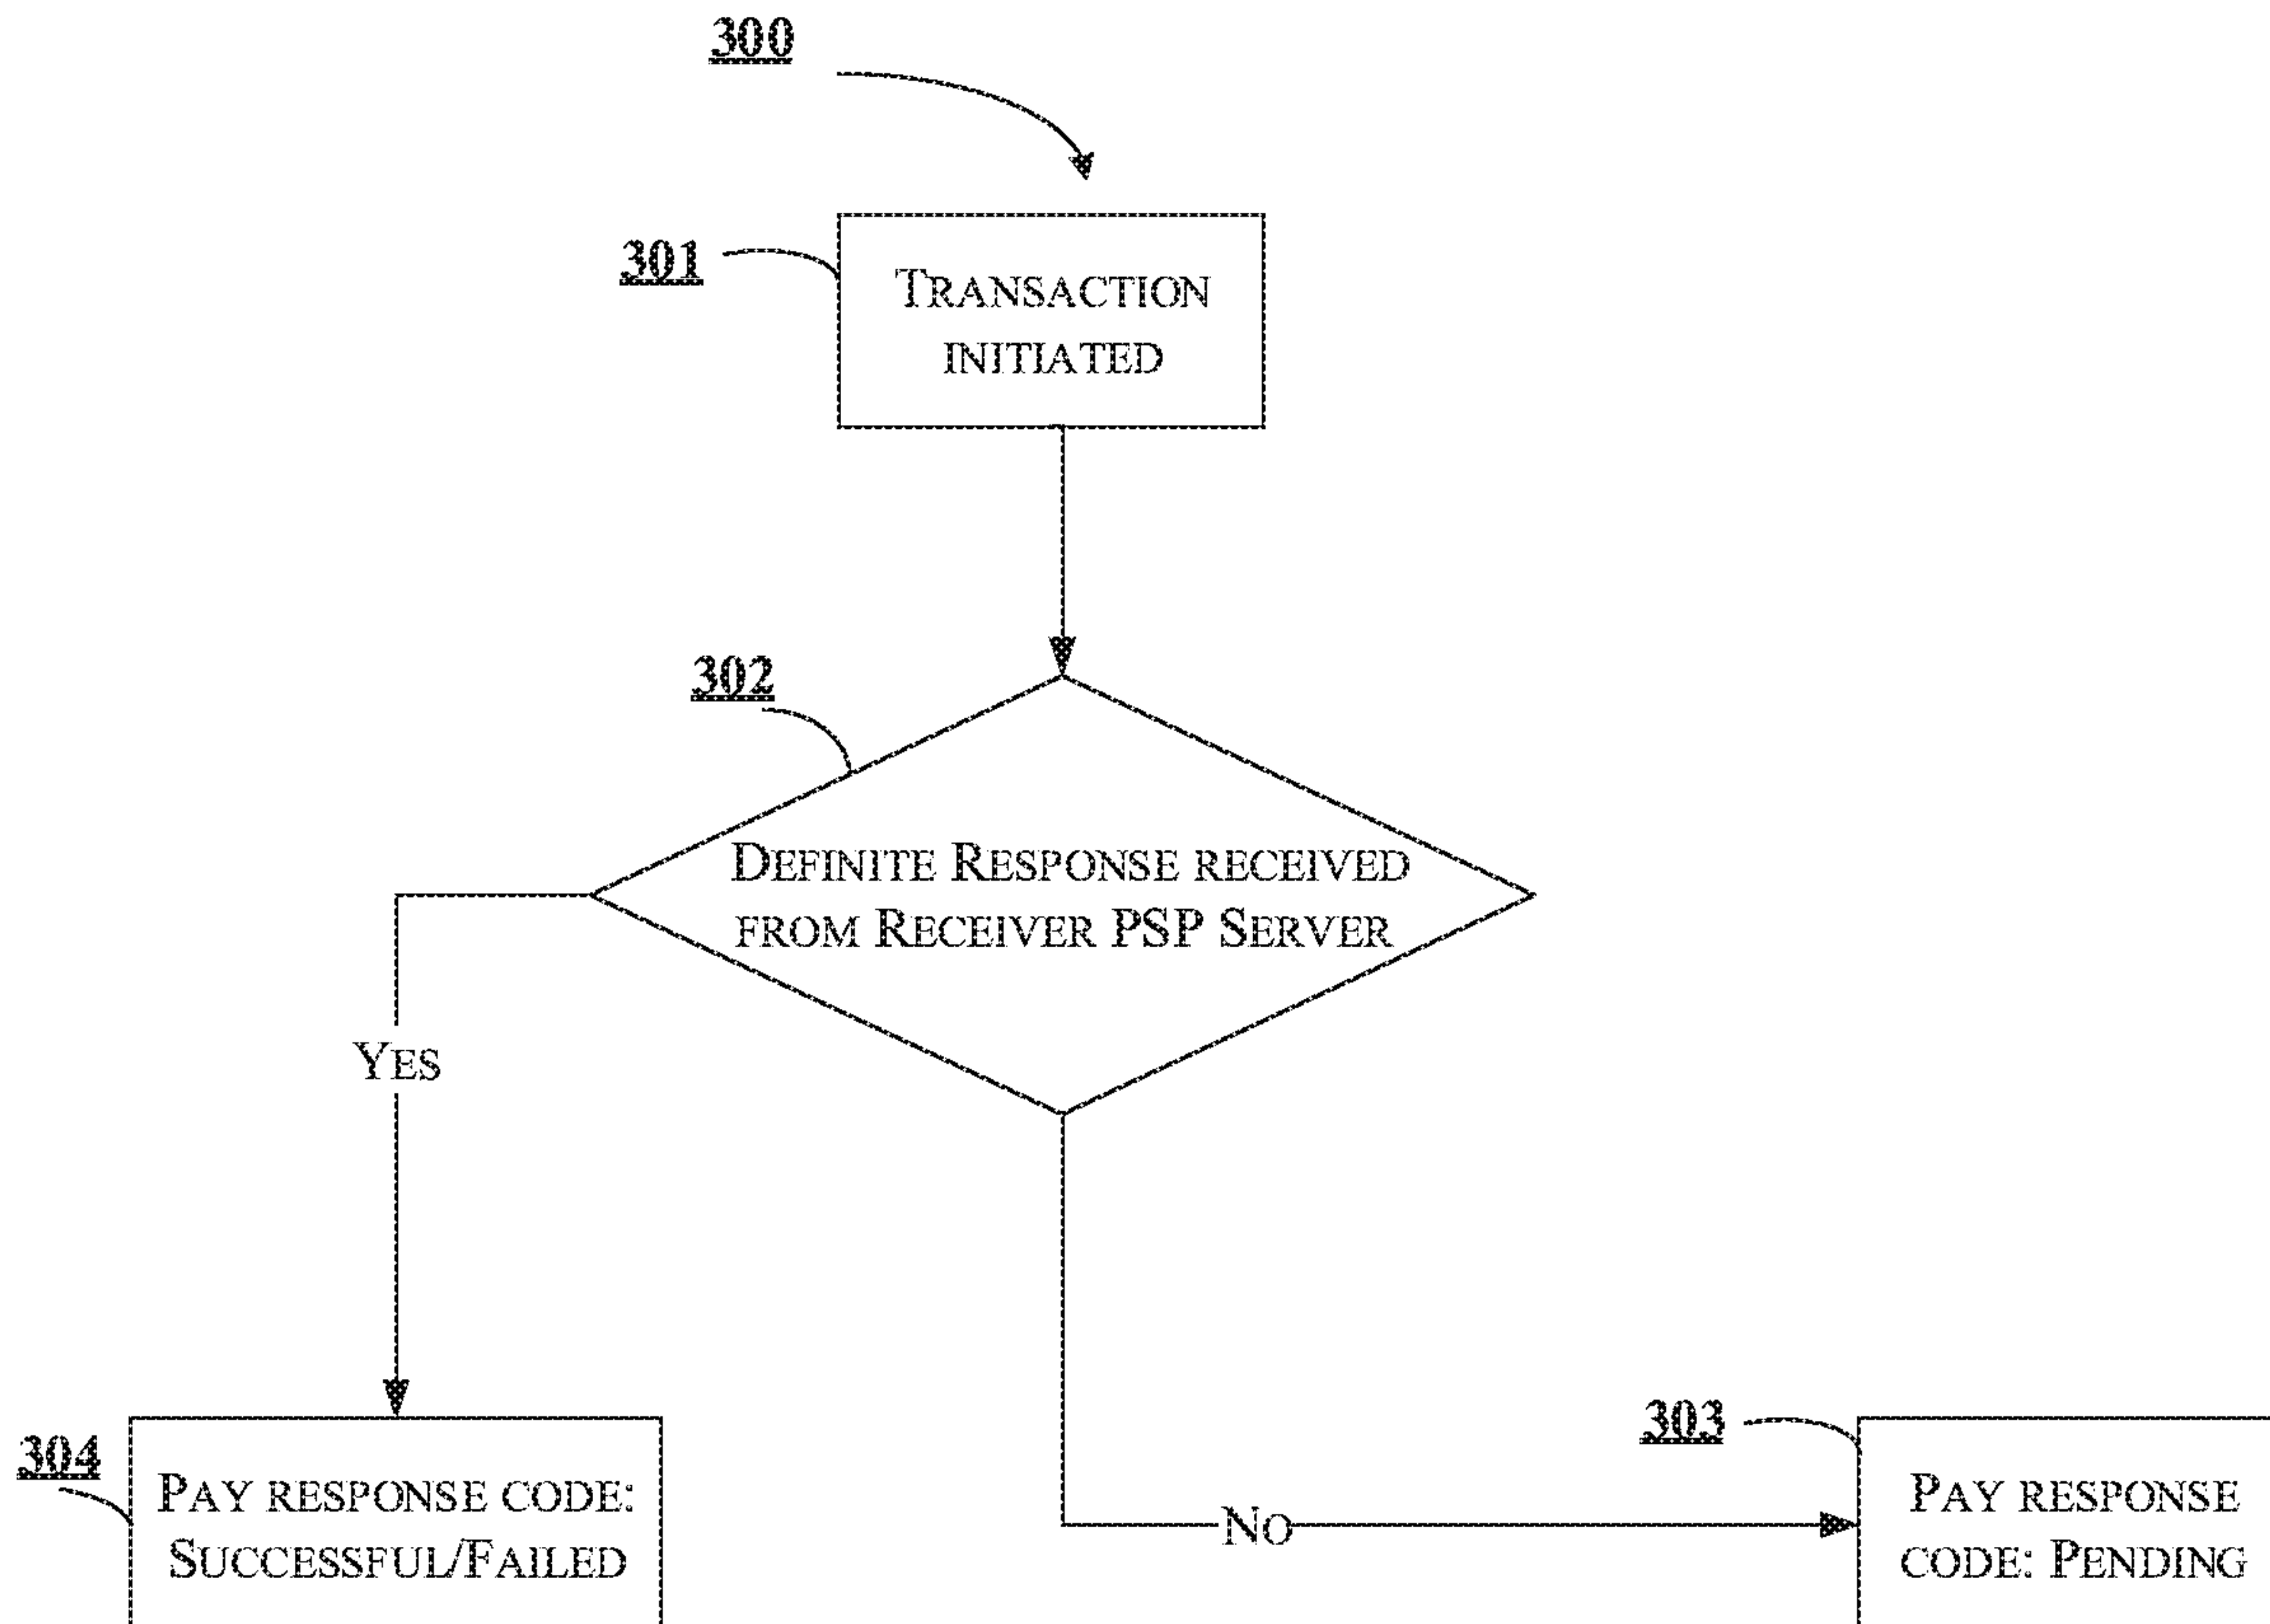 300
301
TRANSACTION
INITIATED
302
DEFINITE RESPONSE RECEIVED
FROM RECEIVER PSP SERVER
YES
304
PAY RESPONSE CODE:
SUCCESSFUL/FAILED
NO
303
PAY RESPONSE
CODE: PENDING